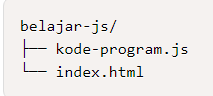 belajar-js/
├── kode-program.js
└── index.html